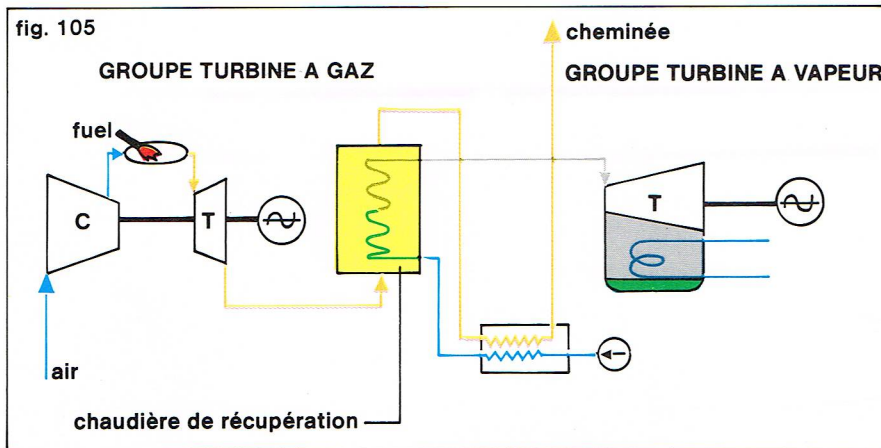 fig. 105
cheminée
GROUPE TURBINE A GAZ
GROUPE TURBINE A VAPEUR
fuel
C
T
T
air
chaudière de récupération